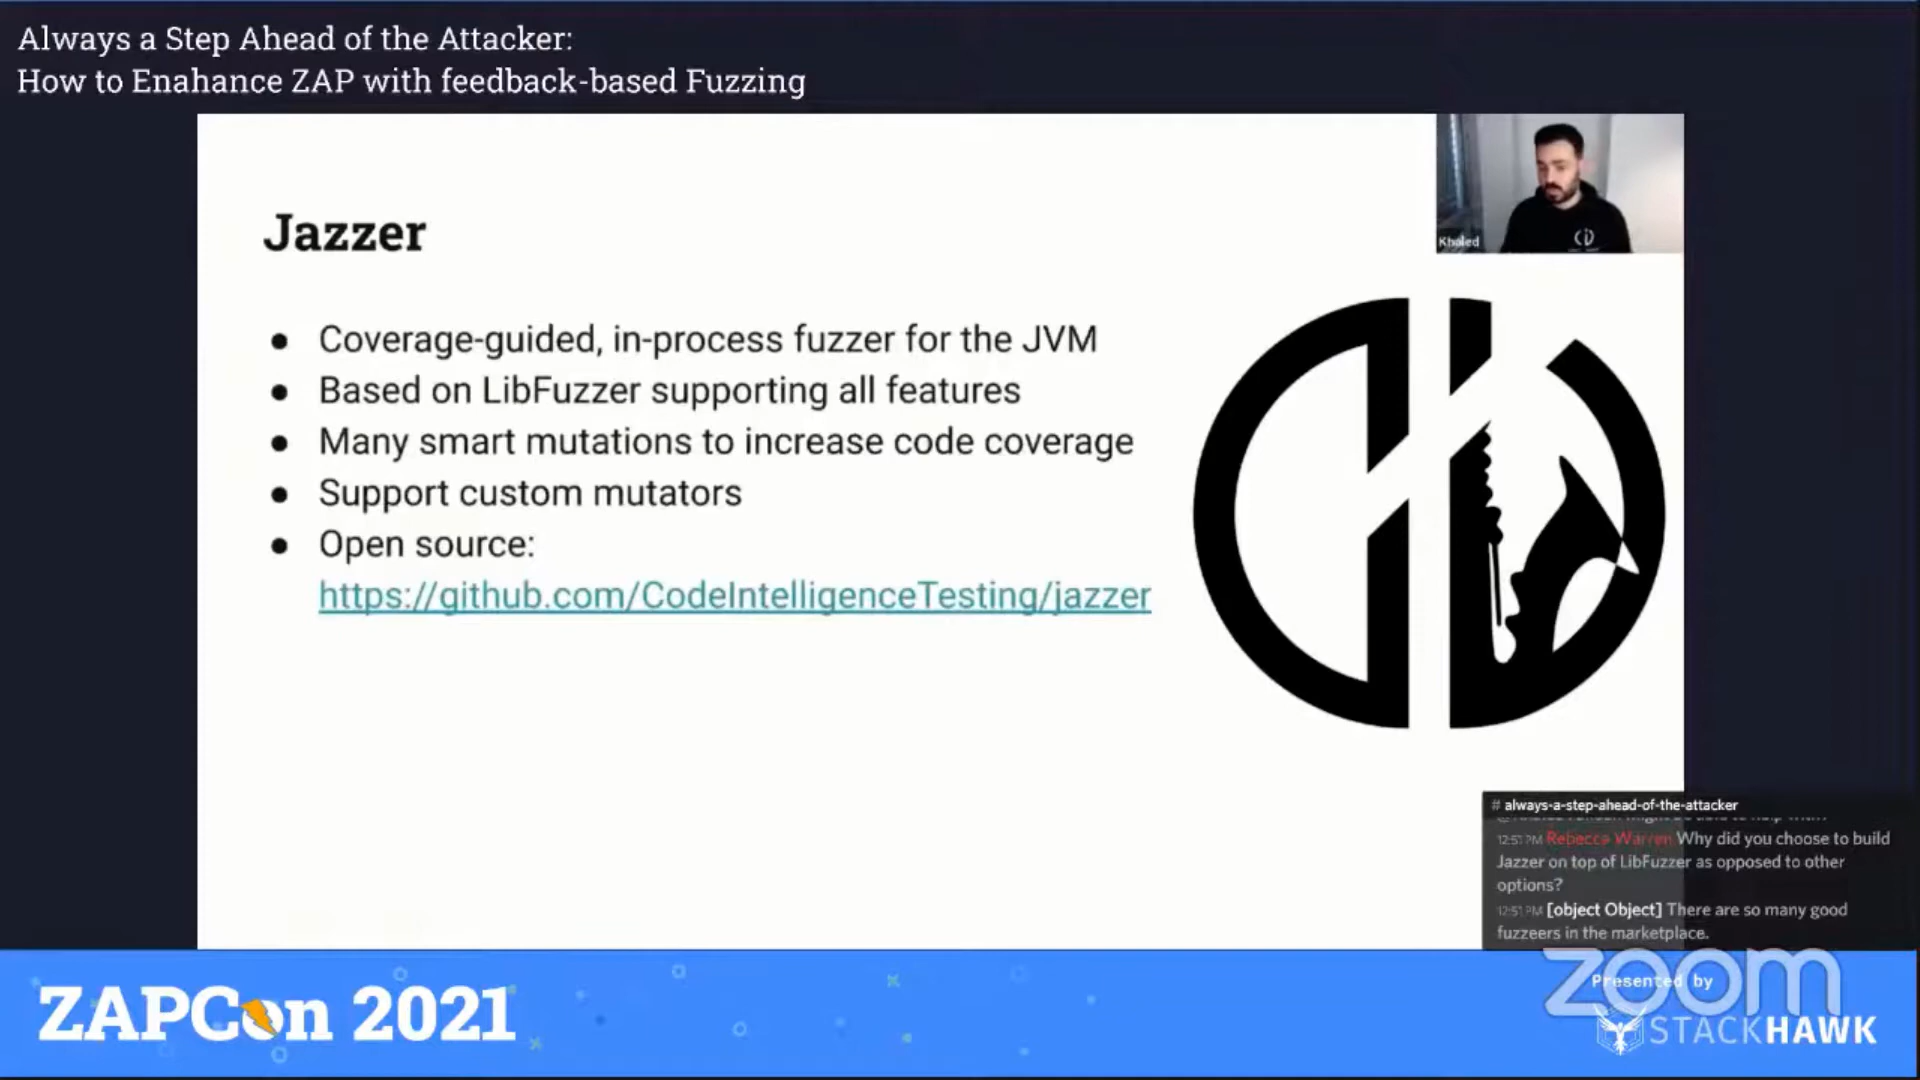 Always a Step Ahead of the Attacker:
How to Enahance ZAP with feedback-based Fuzzing
Khaled
Jazzer
● Coverage-guided, in-process fuzzer for the JVM
● Based on LibFuzzer supporting all features
● Many smart mutations to increase code coverage
● Support custom mutators
● Open source:
https://github.com/CodeIntelligenceTesting/jazzer
# always-a-step-ahead-of-the-attacker
12:51 PM Rebecca Warren Why did you choose to build
Jazzer on top of LibFuzzer as opposed to other
options?
12:51 PM [object Object] There are so many good
fuzzeers in the marketplace.
ZAPCon 2021
zoom
Presented by
STACKHAWK